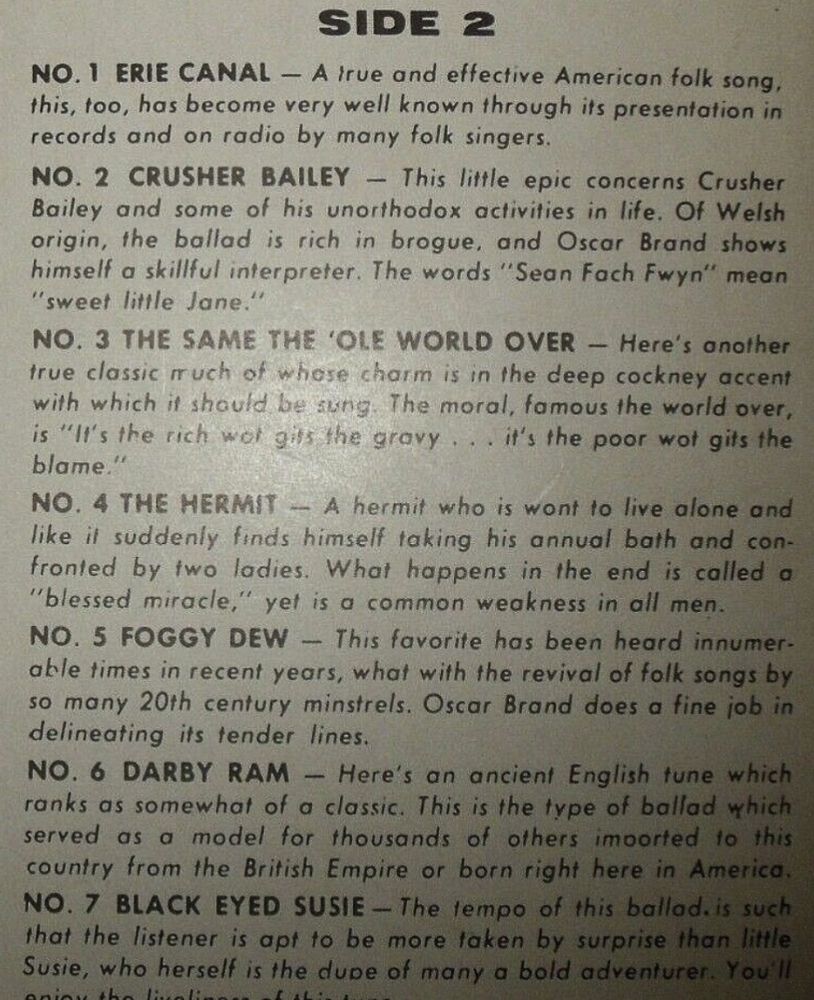 SIDE 2
NO. 1 ERIE CANAL — A true and effective American folk song,
this, too, has become very well known through its presentation in
records and on radio by many folk singers.
NO. 2 CRUSHER BAILEY — This little epic concerns Crusher
Bailey and some of his unorthodox activities in life. Of Welsh
origin, the ballad is rich in brogue, and Oscar Brand shows
himself a skillful interpreter. The words "Sean Fach Fwyn" mean
"sweet little Jane."
NO. 3 THE SAME THE 'OLE WORLD OVER — Here's another
true classic much of whose charm is in the deep cockney accent
with which it should be sung. The moral, famous the world over,
is "It's the rich wot gits the gravy . . . it's the poor wot gits the
blame."
NO. 4 THE HERMIT — A hermit who is wont to live alone and
like it suddenly finds himself taking his annual bath and con-
fronted by two ladies. What happens in the end is called a
"blessed miracle," yet is a common weakness in all men.
NO. 5 FOGGY DEW — This favorite has been heard innumer-
able times in recent years, what with the revival of folk songs by
so many 20th century minstrels. Oscar Brand does a fine job in
delineating its tender lines.
NO. 6 DARBY RAM — Here's an ancient English tune which
ranks as somewhat of a classic. This is the type of ballad which
served as a model for thousands of others imported to this
country from the British Empire or born right here in America.
NO. 7 BLACK EYED SUSIE — The tempo of this ballad is such
that the listener is apt to be more taken by surprise than little
Susie, who herself is the dupe of many a bold adventurer. You'll
enjoy the liveliness of this tune